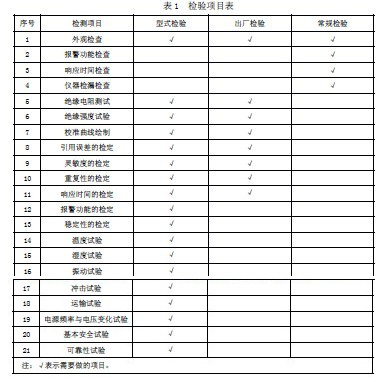 表 1 检验项目表
序号 检测项目 型式检验 出厂检验 常规检验
1 外观检查 √ √ √
2 报警功能检查 √
3 响应时间检查 √
4 仪器检漏检查 √
5 绝缘电阻测试 √ √
6 绝缘强度试验 √ √
7 校准曲线绘制 √ √
8 引用误差的检定 √ √
9 灵敏度的检定 √ √
10 重复性的检定 √ √
11 响应时间的检定 √ √
12 报警功能的检定 √
13 稳定性的检定 √
14 温度试验 √
15 湿度试验 √
16 振动试验 √
17 冲击试验 √
18 运输试验 √
19 电源频率与电压变化试验 √
20 基本安全试验 √
21 可靠性试验 √
注：√表示需要做的项目。